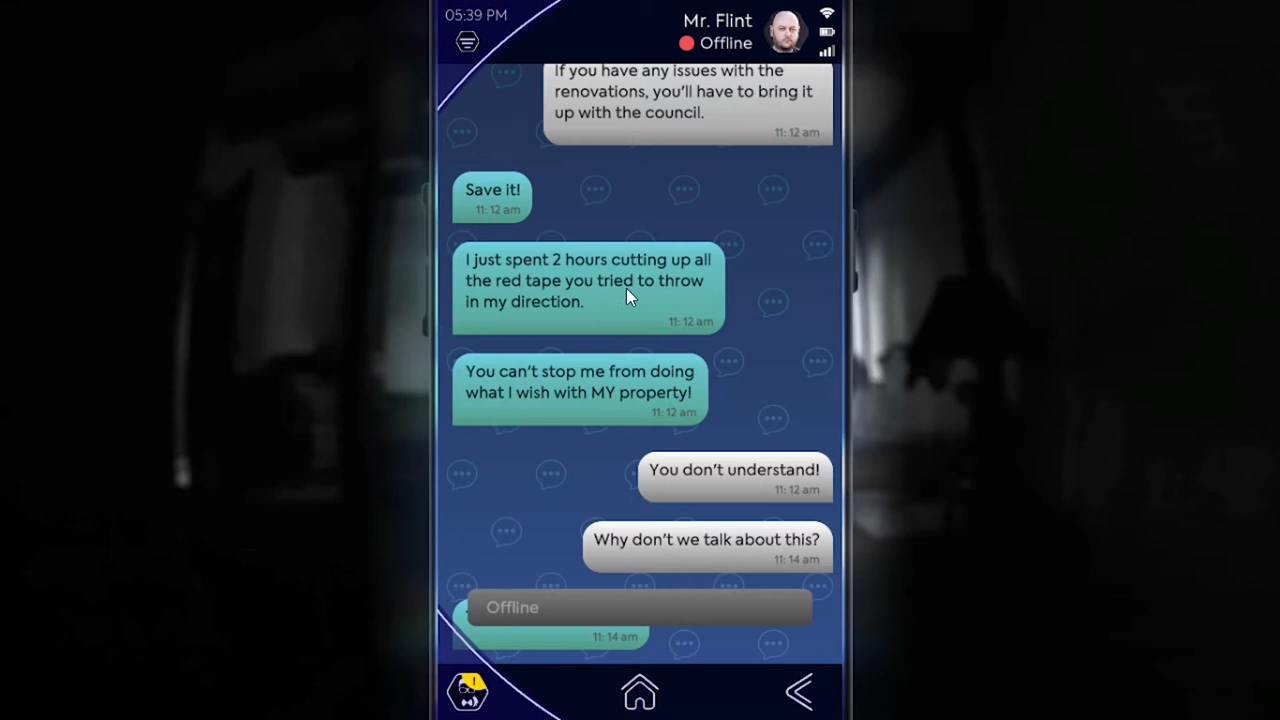 05:39 PM
Mr. Flint
Offline
If you have any issues with the
renovations, you'll have to bring it
up with the council.
11:12 am
Save it!
11:12 am
I just spent 2 hours cutting up all
the red tape you tried to throw
in my direction.
11:12 am
You can't stop me from doing
what I wish with MY property!
11:12 am
You don't understand!
11:12 am
Why don't we talk about this?
11:14 am
Offline
11:14 am
!